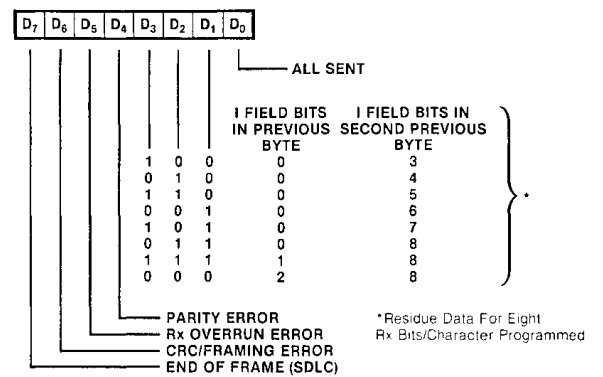 D7 D6 D5 D4 D3 D2 D1 D0
ALL SENT
I FIELD BITS I FIELD BITS IN
IN PREVIOUS SECOND PREVIOUS
BYTE BYTE
1 0 0 0 3
0 1 0 0 4
1 1 0 0 5
0 0 1 0 6
1 0 1 0 7
0 1 1 0 8
1 1 1 1 8
0 0 0 2 8
*
PARITY ERROR
Rx OVERRUN ERROR
CRC/FRAMING ERROR
END OF FRAME (SDLC)
*Residue Data For Eight
Rx Bits/Character Programmed